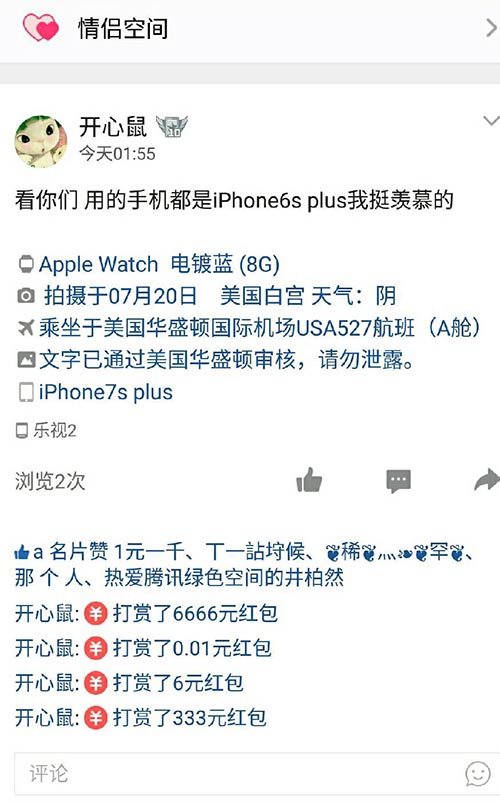 情侣空间
开心鼠
10
今天01:55
看你们 用的手机都是iPhone6s plus我挺羡慕的
Apple Watch 电镀蓝 (8G)
拍摄于07月20日 美国白宫 天气：阴
乘坐于美国华盛顿国际机场USA527航班（A舱）
文字已通过美国华盛顿审核，请勿泄露。
iPhone7s plus
乐视2
浏览2次
a 名片赞 1元一千、丅一詀垨候、❦稀❦灬❧❦罕❦、
那 个 人、热爱腾讯绿色空间的井柏然
开心鼠: ¥ 打赏了6666元红包
开心鼠: ¥ 打赏了0.01元红包
开心鼠: ¥ 打赏了6元红包
开心鼠: ¥ 打赏了333元红包
评论